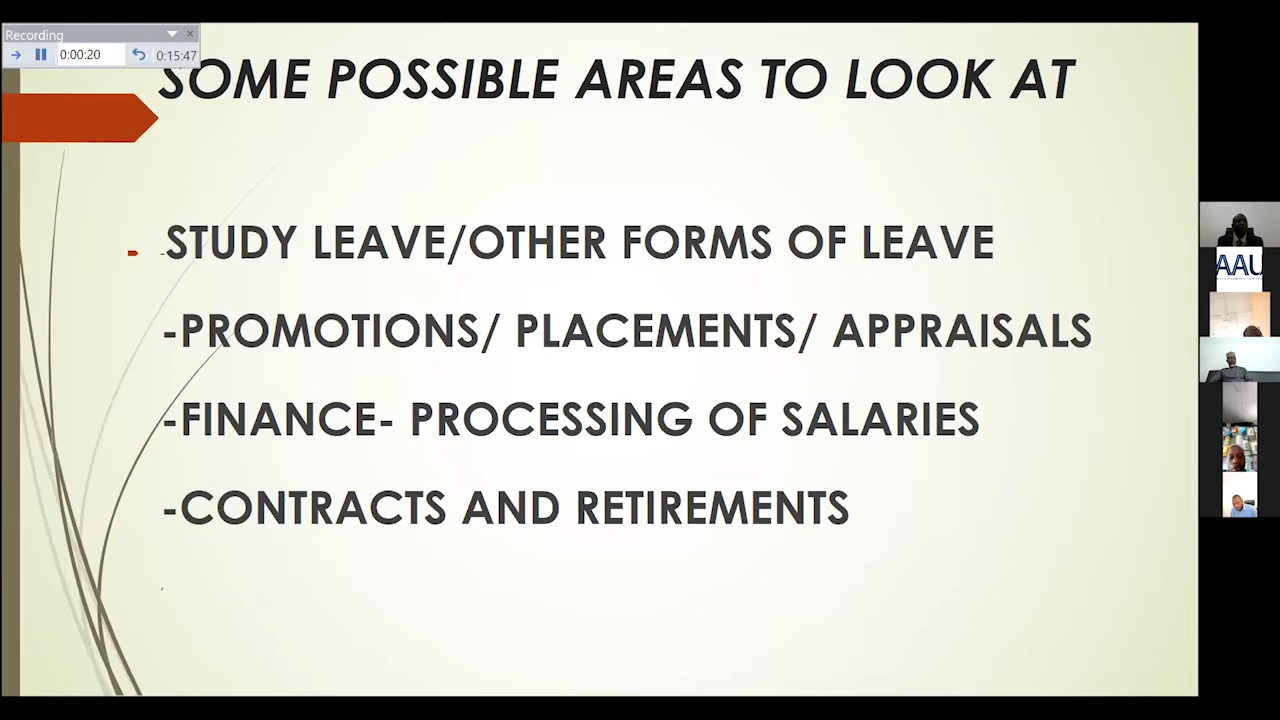 Recording
0:00:20
0:15:47
SOME POSSIBLE AREAS TO LOOK AT
-STUDY LEAVE/OTHER FORMS OF LEAVE
-PROMOTIONS/ PLACEMENTS/ APPRAISALS
-FINANCE- PROCESSING OF SALARIES
-CONTRACTS AND RETIREMENTS
AAU